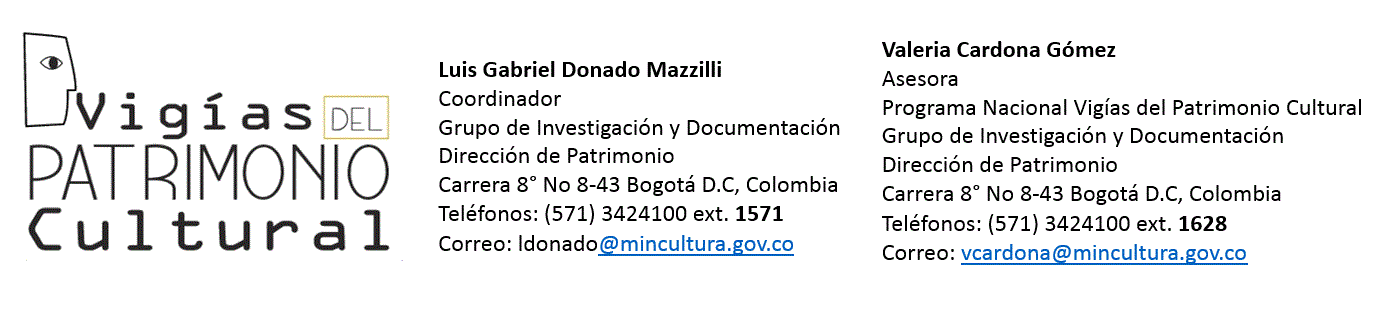 Vigías DEL
PATRIMONIO
Cultural
Luis Gabriel Donado Mazzilli
Coordinador
Grupo de Investigación y Documentación
Dirección de Patrimonio
Carrera 8° No 8-43 Bogotá D.C, Colombia
Teléfonos: (571) 3424100 ext. 1571
Correo: ldonado@mincultura.gov.co
Valeria Cardona Gómez
Asesora
Programa Nacional Vigías del Patrimonio Cultural
Grupo de Investigación y Documentación
Dirección de Patrimonio
Carrera 8° No 8-43 Bogotá D.C, Colombia
Teléfonos: (571) 3424100 ext. 1628
Correo: vcardona@mincultura.gov.co